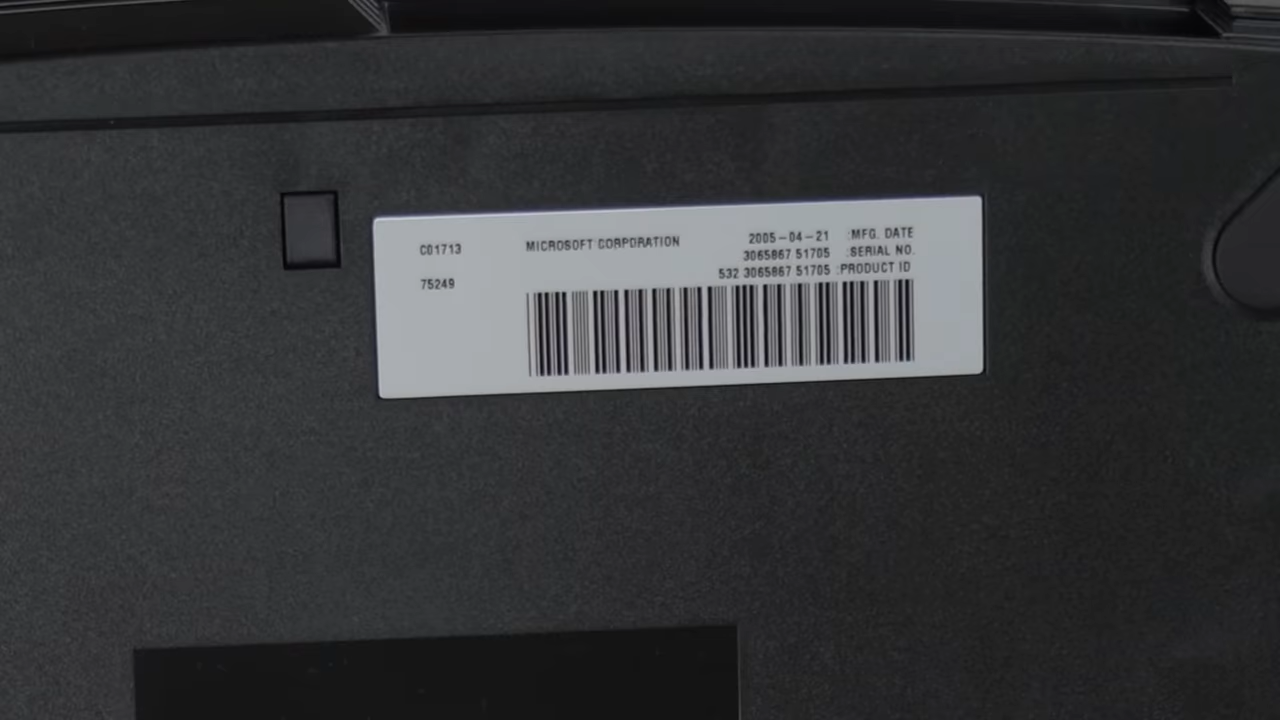 C01713
75249
MICROSOFT CORPORATION
2005-04-21 :MFG. DATE
3065867 51705 :SERIAL NO.
532 3065867 51705 :PRODUCT ID